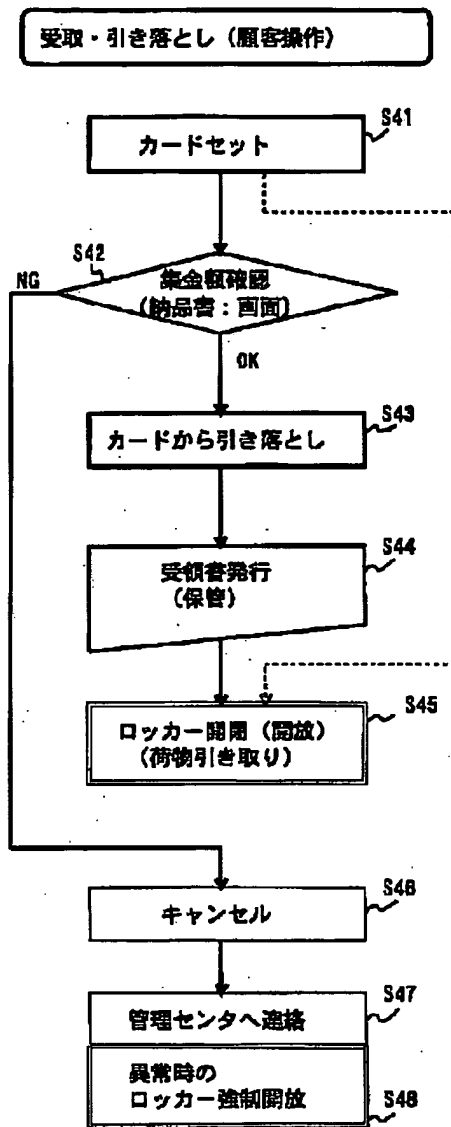 受取・引き落とし（顧客操作）
S41
カードセット
S42
NG
集金額確認
(納品書：画面)
OK
S43
カードから引き落とし
S44
受領書発行
(保管)
S45
ロッカー開閉（開放）
(荷物引き取り)
S46
キャンセル
S47
管理センタへ連絡
異常時の
ロッカー強制開放
S48